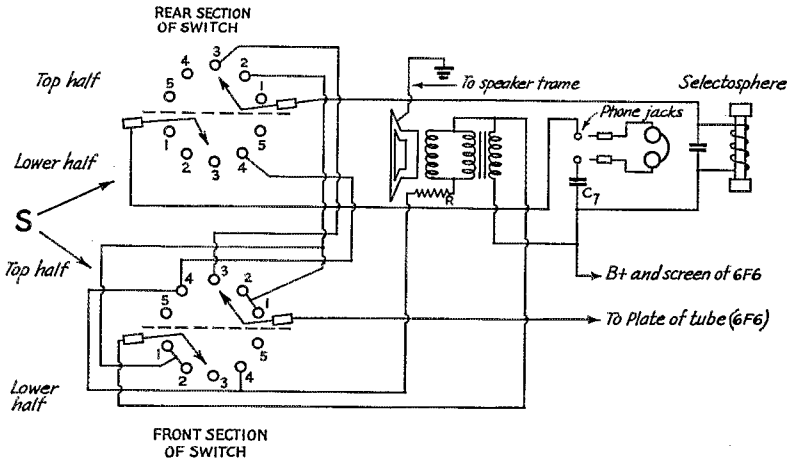 REAR SECTION
OF SWITCH
3
4
2
Top half
5
1
To speaker frame
Selectosphere
Phone jacks
1
5
Lower half
2
3
4
R
C7
S
Top half
3
4
2
5
1
B+ and screen of 6F6
To Plate of tube (6F6)
1
5
2
3
4
Lower
half
FRONT SECTION
OF SWITCH